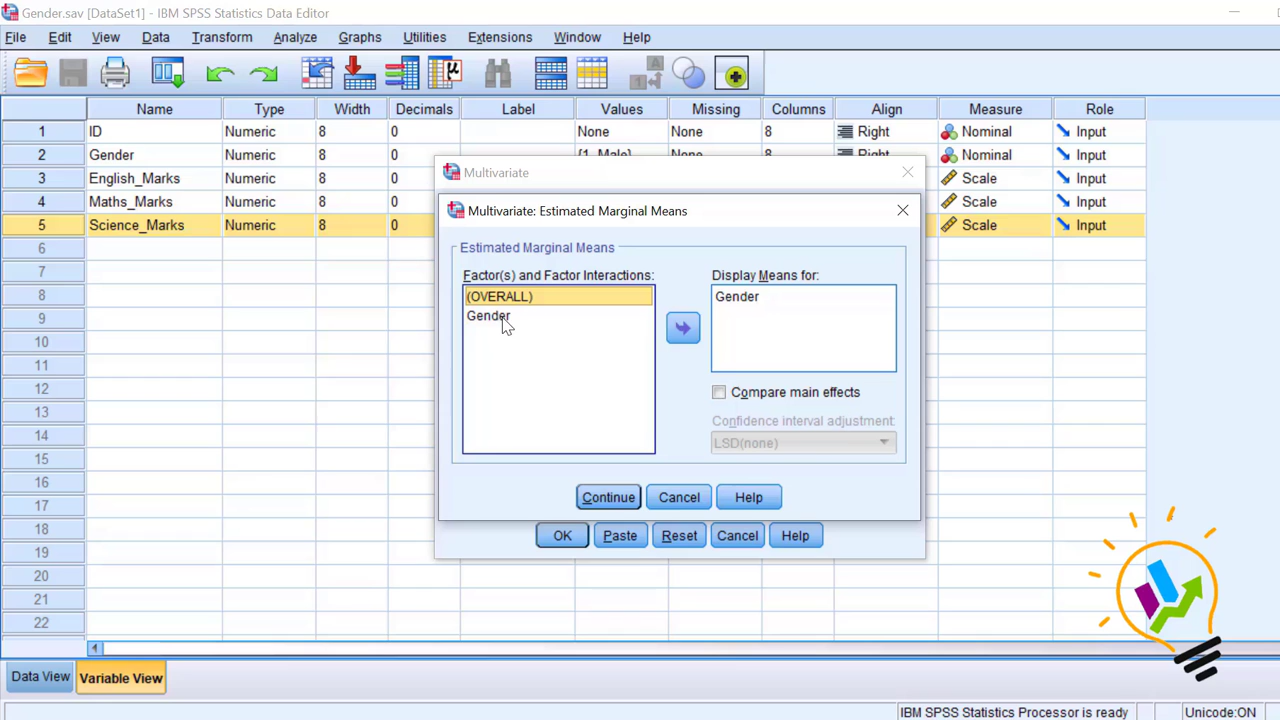 Gender.sav [DataSet1] - IBM SPSS Statistics Data Editor
File Edit View Data Transform Analyze Graphs Utilities Extensions Window Help
Name Type Width Decimals Label Values Missing Columns Align Measure Role
1 ID Numeric 8 0 None None 8 Right Nominal Input
2 Gender Numeric 8 0 {1, Male} None 8 Right Nominal Input
3 English_Marks Numeric 8 0 Scale Input
4 Maths_Marks Numeric 8 0 Scale Input
5 Science_Marks Numeric 8 0 Scale Input
6
7
8
9
10
11
12
13
14
15
16
17
18
19
20
21
22
Multivariate
Multivariate: Estimated Marginal Means
Estimated Marginal Means
Factor(s) and Factor Interactions:
(OVERALL)
Gender
Display Means for:
Gender
Compare main effects
Confidence interval adjustment:
LSD(none)
Continue Cancel Help
OK Paste Reset Cancel Help
Data View Variable View
IBM SPSS Statistics Processor is ready Unicode:ON